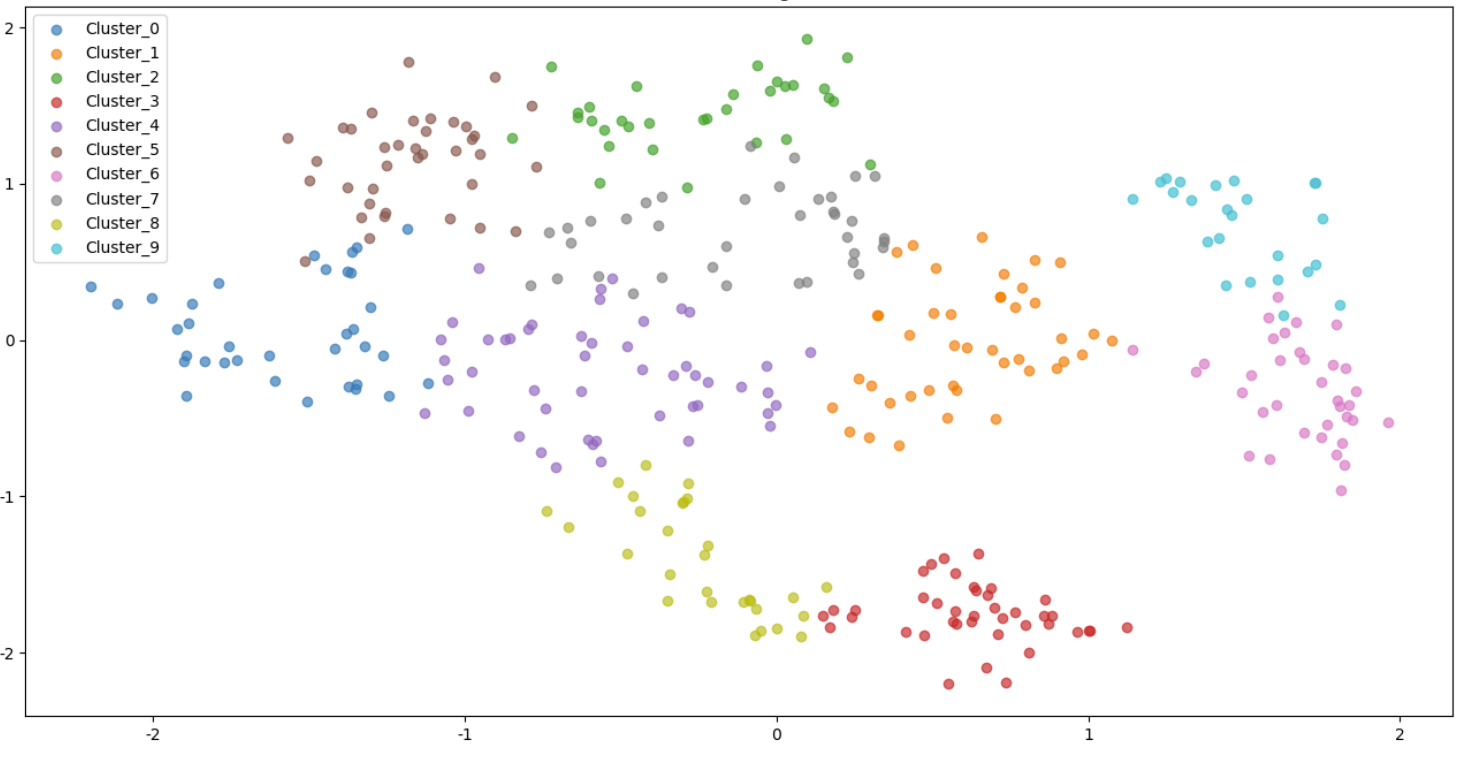 2
Cluster_0
Cluster_1
Cluster_2
Cluster_3
Cluster_4
1
Cluster_5
Cluster_6
Cluster_7
Cluster_8
Cluster_9
0
-1
-2
-2 -1 0 1 2